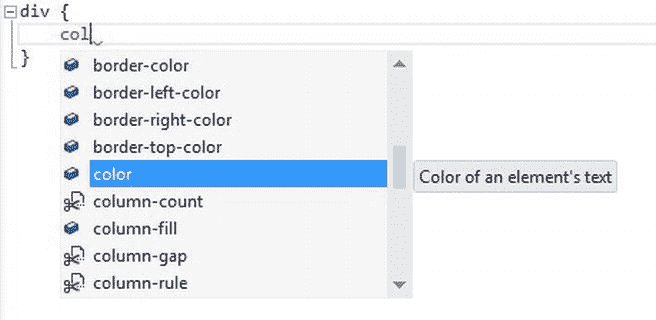 div {
col
}
border-color
border-left-color
border-right-color
border-top-color
color
Color of an element's text
column-count
column-fill
column-gap
column-rule